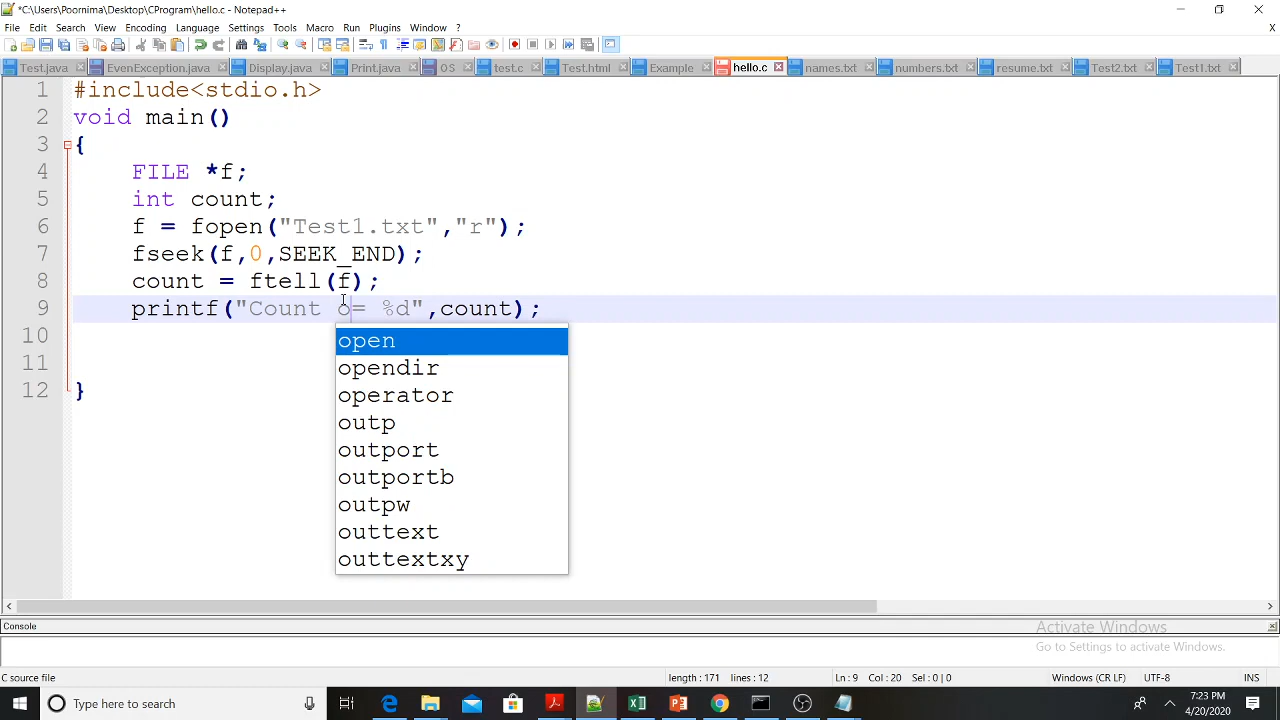 *C:\Users\Poornima\Desktop\CProgram\hello.c - Notepad++
File Edit Search View Encoding Language Settings Tools Macro Run Plugins Window ?
X
Test.java EvenException.java Display.java Print.java OS test.c Test.html Example hello.c names.txt numbers.txt resume.txt Test2.txt Test1.txt
1 #include<stdio.h>
2 void main()
3 {
4 FILE *f;
5 int count;
6 f = fopen("Test1.txt","r");
7 fseek(f,0,SEEK_END);
8 count = ftell(f);
9 printf("Count o= %d",count);
10
11
12 }
open
opendir
operator
outp
outport
outportb
outpw
outtext
outtextxy
Console
Activate Windows
Go to Settings to activate Windows.
C source file length : 171 lines : 12 Ln : 9 Col : 20 Sel : 0 | 0 Windows (CR LF) UTF-8 INS
Type here to search
7:23 PM
4/20/2020